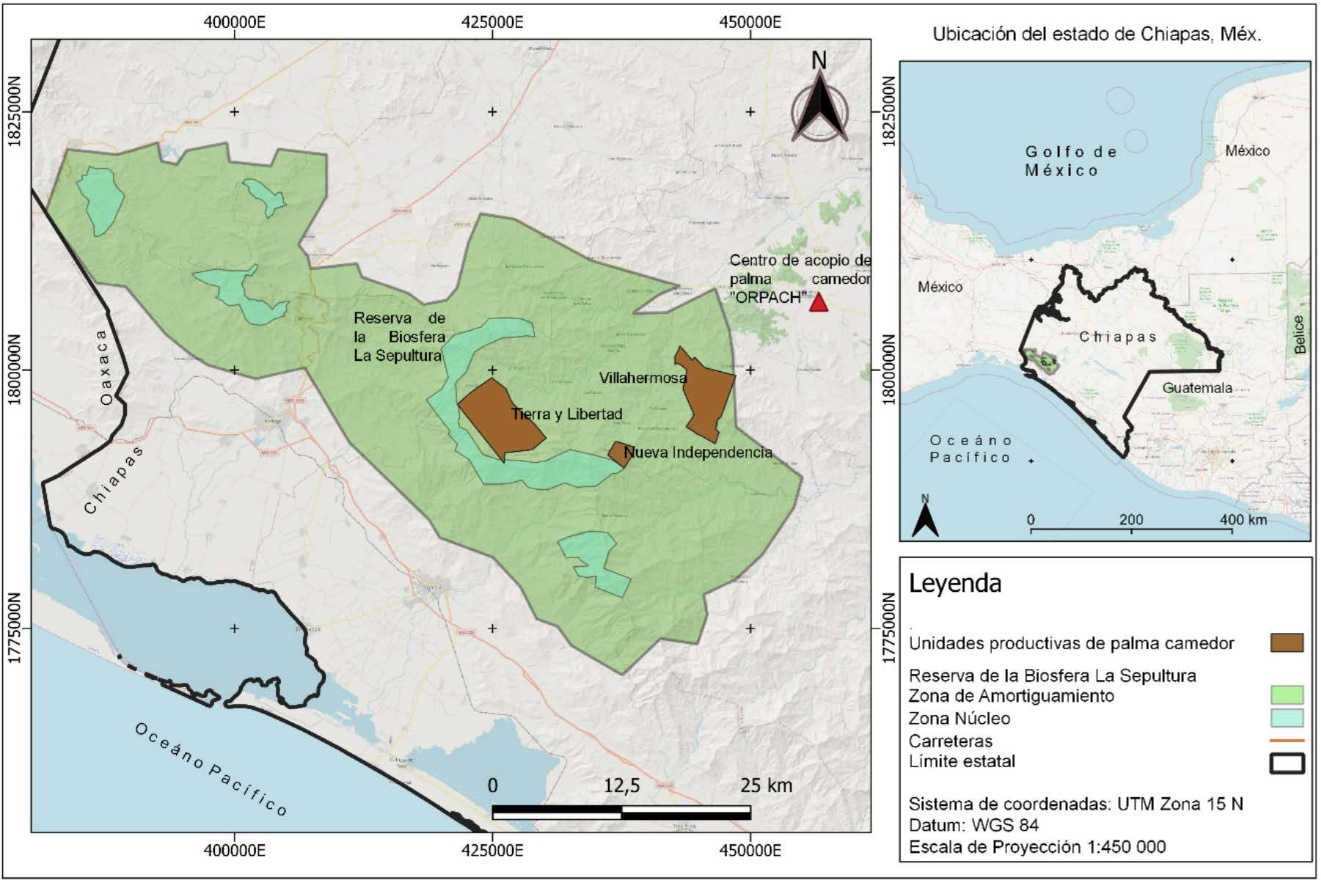 400000E
425000E
450000E
1825000N
1825000N
1800000N
1800000N
1775000N
1775000N
N
Centro de acopio de
palma camedor
"ORPACH"
Reserva de
la Biosfera
La Sepultura
Villahermosa
Tierra y Libertad
Nueva Independencia
Oaxaca
Chiapas
Océano Pacífico
0 12,5 25 km
400000E
425000E
450000E
Ubicación del estado de Chiapas, Méx.
Golfo de
México
México
México
Chiapas
Belice
Guatemala
Océano
Pacífico
N
0 200 400 km
Leyenda
Unidades productivas de palma camedor
Reserva de la Biosfera La Sepultura
Zona de Amortiguamiento
Zona Núcleo
Carreteras
Límite estatal
Sistema de coordenadas: UTM Zona 15 N
Datum: WGS 84
Escala de Proyección 1:450 000